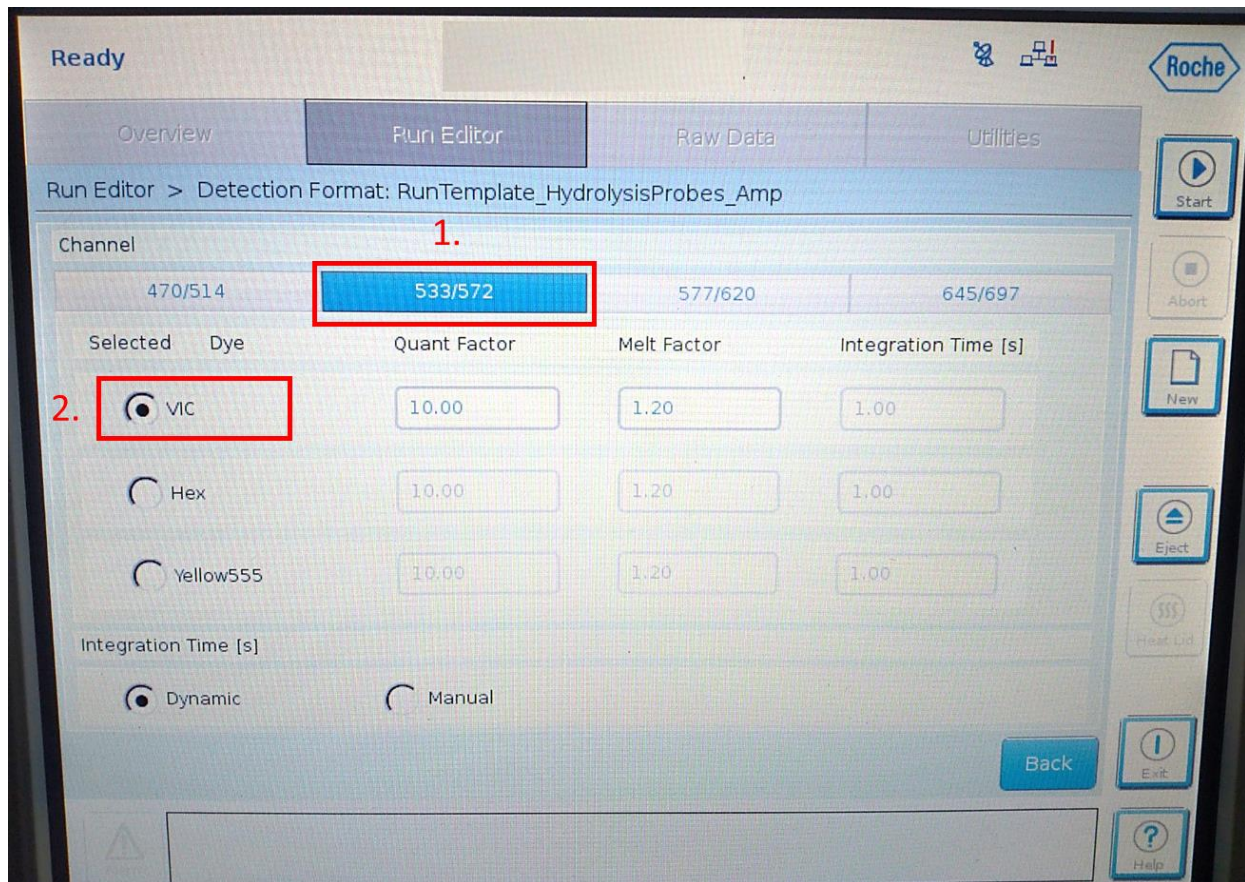 Ready
Roche
Overview Run Editor Raw Data Utilities
Start
Run Editor > Detection Format: RunTemplate_HydrolysisProbes_Amp
1.
Channel
470/514 533/572 577/620 645/697
Abort
Selected Dye Quant Factor Melt Factor Integration Time [s]
2. VIC 10.00 1.20 1.00
New
Hex 10.00 1.20 1.00
Eject
Yellow555 10.00 1.20 1.00
Heat Lid
Integration Time [s]
Dynamic Manual
Back
Exit
Help